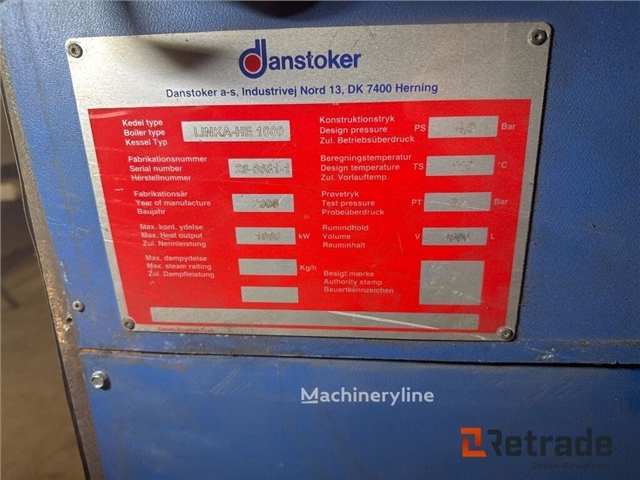 danstoker
Danstoker a-s, Industrivej Nord 13, DK 7400 Herning
Kedel type
Boiler type
Kessel Typ
LINKA-HE 1000
Fabrikationsnummer
Serial number
Herstellnummer
Fabrikationsår
Year of manufacture
Baujahr
Max. kont. ydelse
Max. Heat output
Zul. Nennleistung
kW
Max. dampydelse
Max. steam raiting
Zul. Dampfleistung
Kg/h
Konstruktionstryk
Design pressure
Zul. Betriebsüberdruck
PS
Bar
Beregningstemperatur
Design temperature
Zul. Vorlauftemp.
TS
°C
Prøvetryk
Test pressure
Probeüberdruck
PT
Bar
Rumindhold
Volume
Rauminhalt
V
L
Besigt.mærke
Authority stamp
Bauartkennzeichen
Machineryline
Retrade
Surplus Management